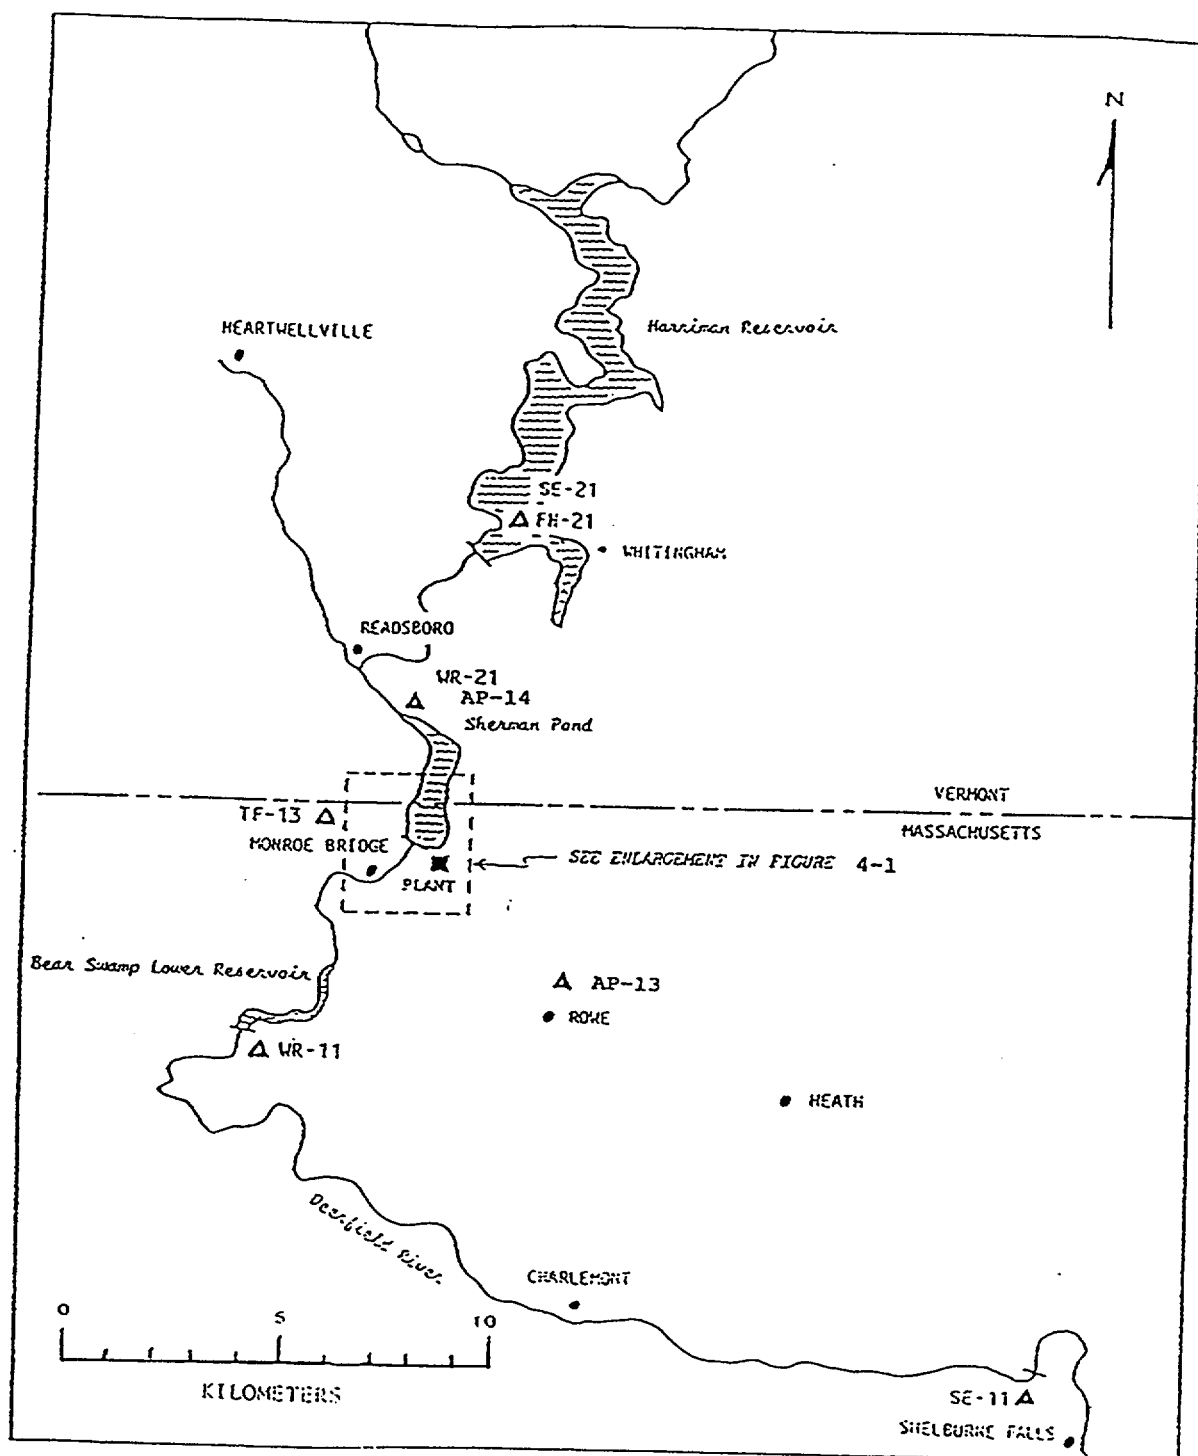 N
HEARTWELLVILLE
Harriman Reservoir
SE-21
FH-21
WHITINGHAM
READSBORO
WR-21
AP-14
Sherman Pond
VERMONT
TF-13
MASSACHUSETTS
MONROE BRIDGE
SEE ENLARGEMENT IN FIGURE 4-1
PLANT
Bear Swamp Lower Reservoir
AP-13
ROWE
WR-11
HEATH
Deerfield River
CHARLEMONT
0 5 10
KILOMETERS
SE-11
SHELBURNE FALLS